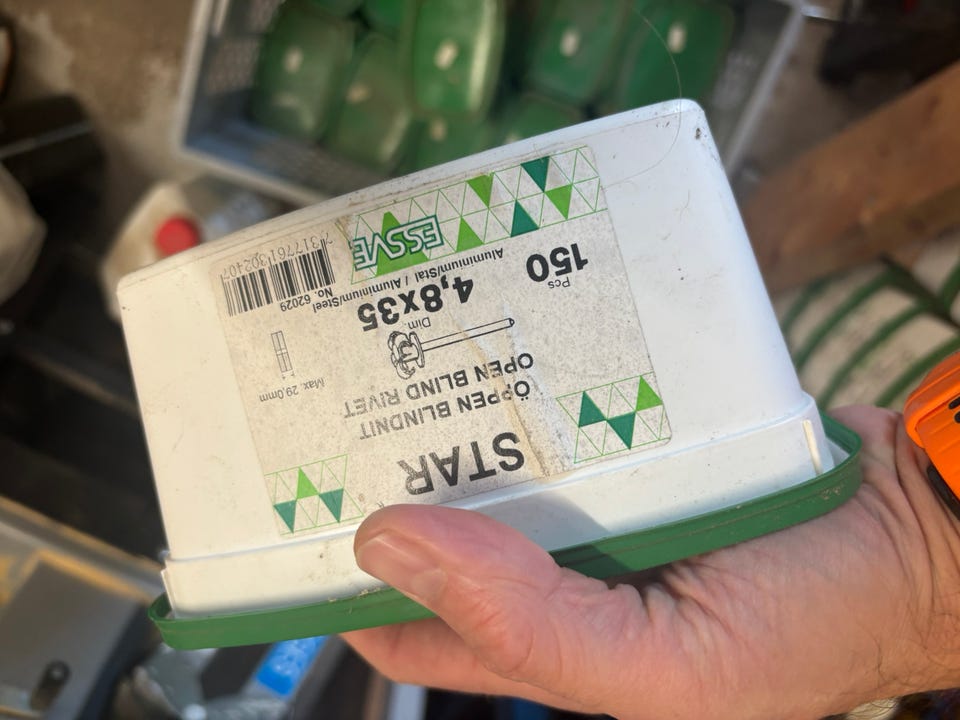 STAR
ÖPPEN BLINDNIT
OPEN BLIND RIVET
Max. 29,0mm
Dim.
4,8x35
Pcs
150
Aluminium/Stål / Aluminium/Steel
No. 62029
7317761302407
ESSVE